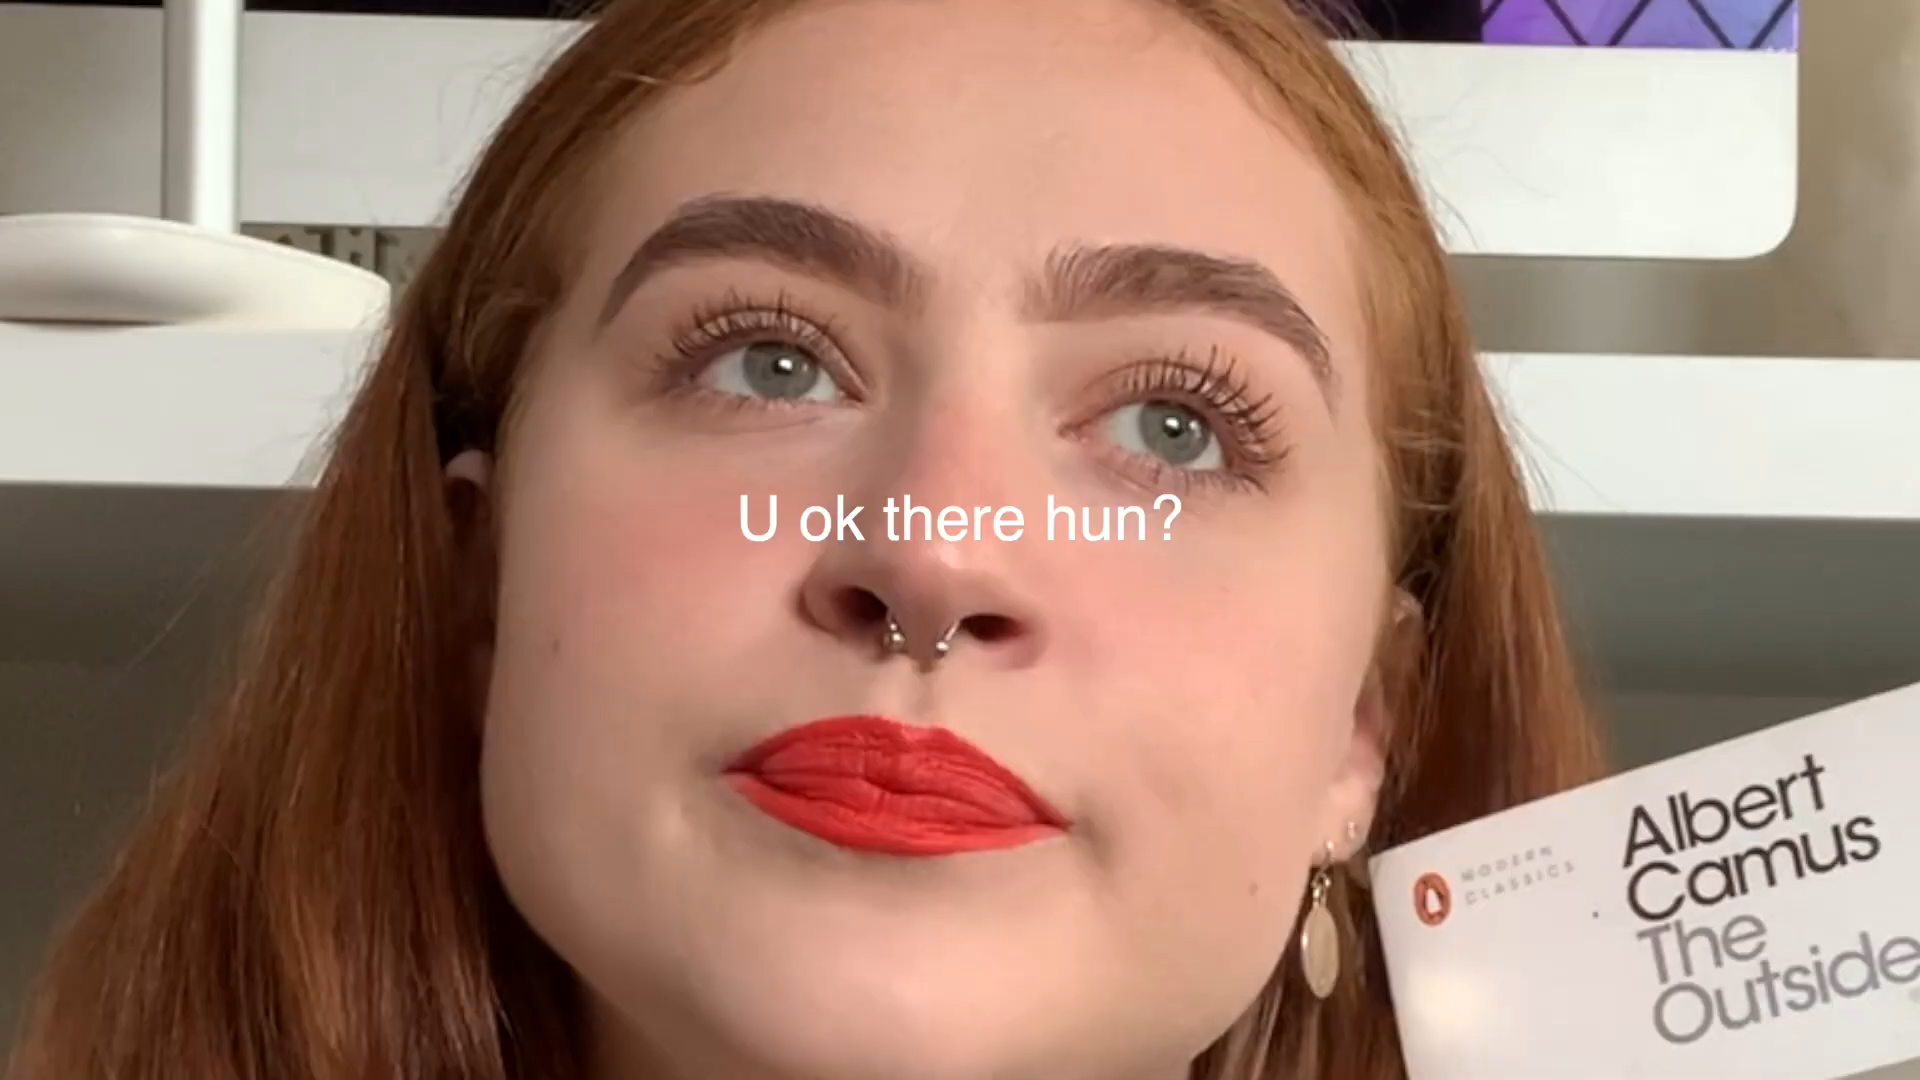 U ok there hun?
MODERN
CLASSICS
Albert
Camus
The
Outside